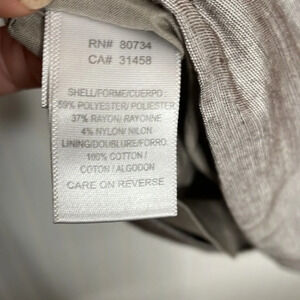 RN# 80734
CA# 31458
SHELL/FORME/CUERPO:
59% POLYESTER/ POLIESTER
37% RAYON/ RAYONNE
4% NYLON/ NILON
LINING/DOUBLURE/FORRO:
100% COTTON /
COTON / ALGODON
CARE ON REVERSE